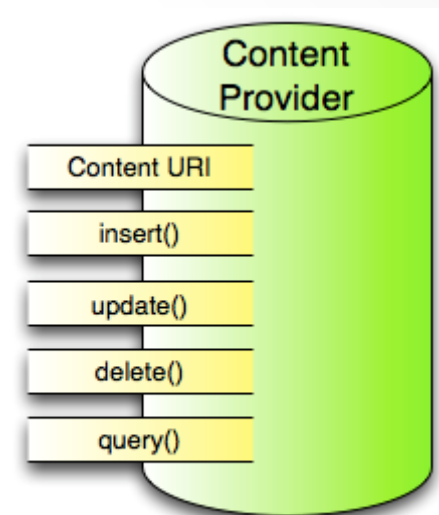 Content
Provider
Content URI
insert()
update()
delete()
query()